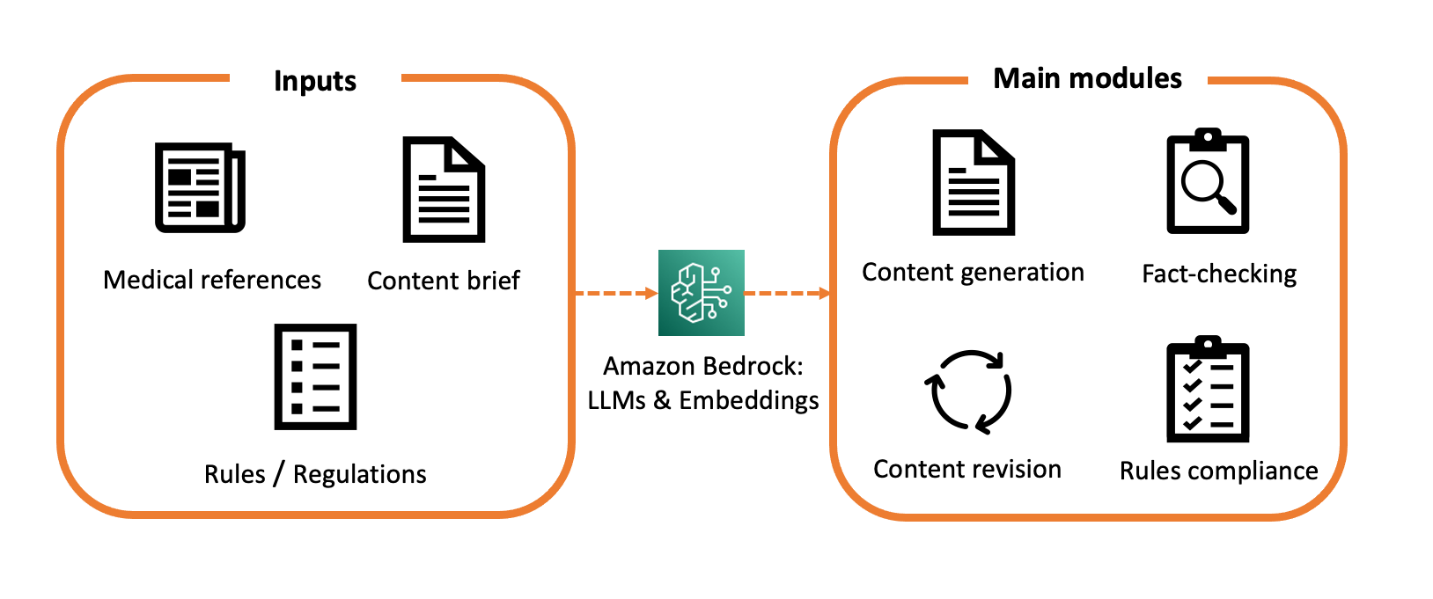 Inputs
Medical references
Content brief
Rules / Regulations
Amazon Bedrock:
LLMs & Embeddings
Main modules
Content generation
Fact-checking
Content revision
Rules compliance